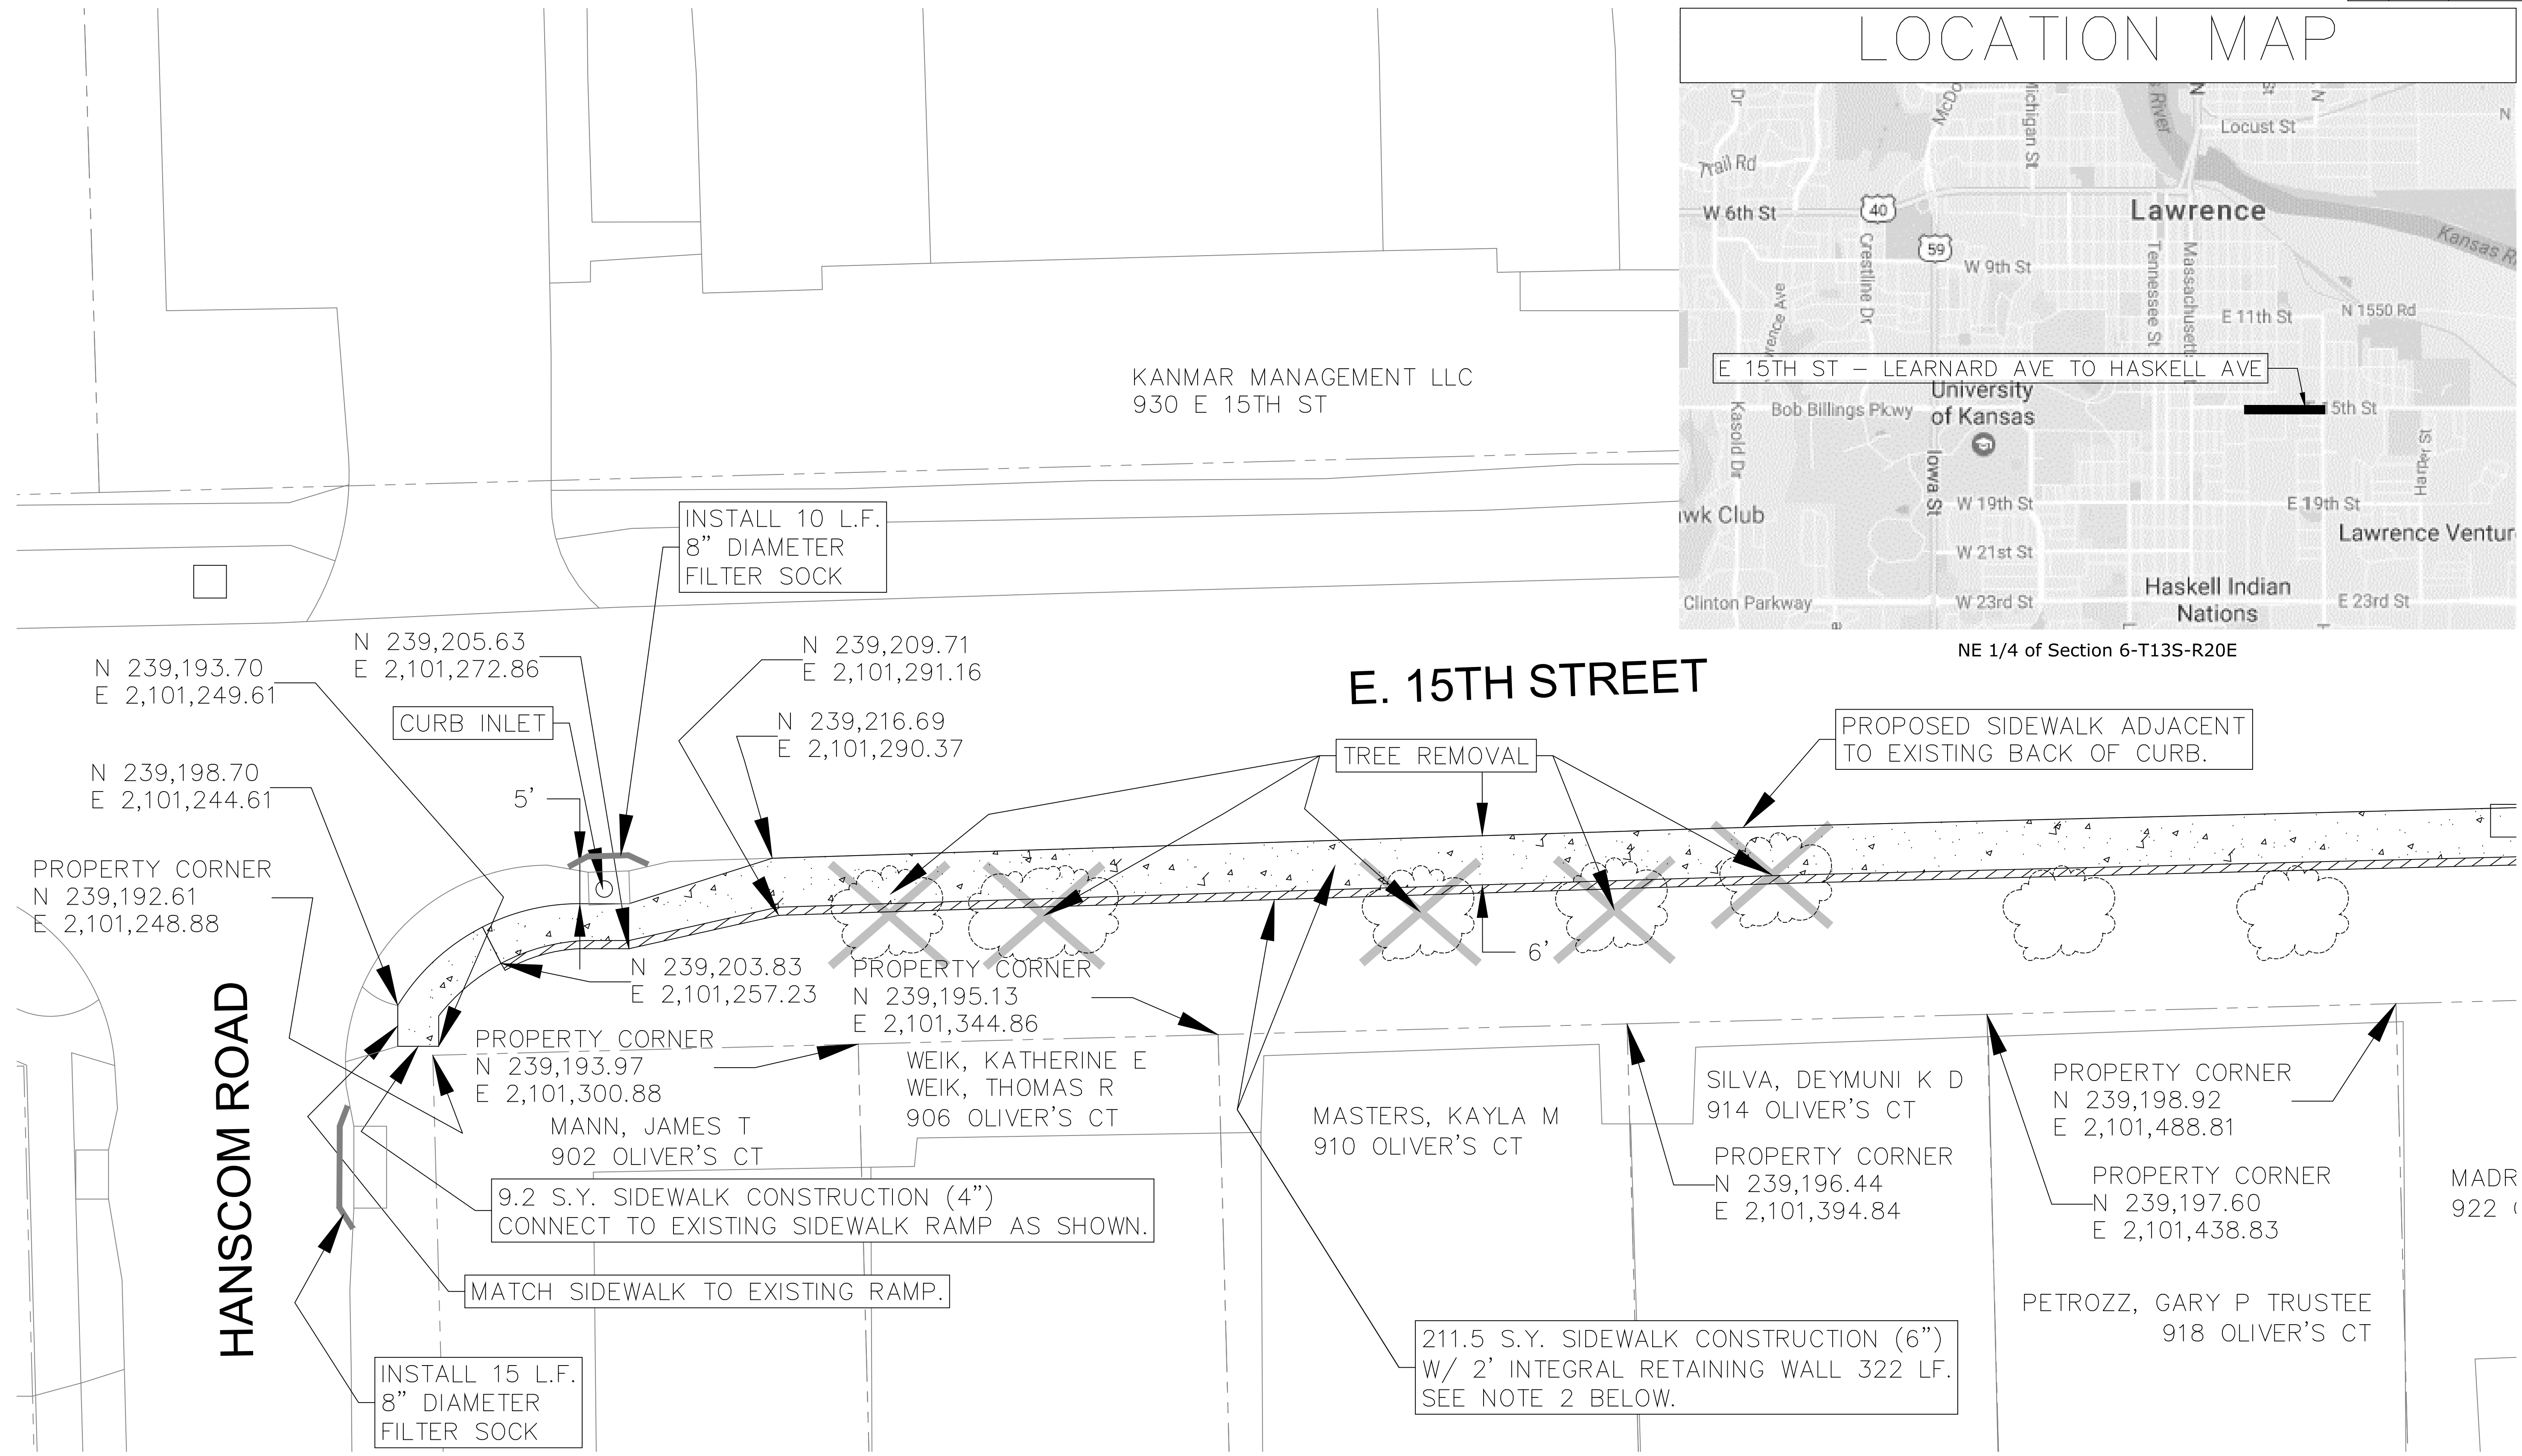 LOCATION MAP
Dr
McDo
Michigan St
s River
N
St
N
N
Locust St
Trail Rd
W 6th St
40
Lawrence
59
Crestline Dr
W 9th St
Tennessee St
Massachusett
Kansas R
rence Ave
E 11th St
N 1550 Rd
E 15TH ST – LEARNARD AVE TO HASKELL AVE
University
of Kansas
Bob Billings Pkwy
15th St
Kasold Dr
Iowa St
Harper St
W 19th St
E 19th St
wk Club
Lawrence Ventur
W 21st St
Haskell Indian
Nations
Clinton Parkway
W 23rd St
E 23rd St
NE 1/4 of Section 6-T13S-R20E
KANMAR MANAGEMENT LLC
930 E 15TH ST
INSTALL 10 L.F.
8” DIAMETER
FILTER SOCK
N 239,205.63
E 2,101,272.86
N 239,209.71
E 2,101,291.16
N 239,193.70
E 2,101,249.61
E. 15TH STREET
CURB INLET
N 239,216.69
E 2,101,290.37
TREE REMOVAL
PROPOSED SIDEWALK ADJACENT
TO EXISTING BACK OF CURB.
N 239,198.70
E 2,101,244.61
5’
PROPERTY CORNER
N 239,192.61
E 2,101,248.88
6’
N 239,203.83
E 2,101,257.23
PROPERTY CORNER
N 239,195.13
E 2,101,344.86
HANSCOM ROAD
PROPERTY CORNER
N 239,193.97
E 2,101,300.88
WEIK, KATHERINE E
WEIK, THOMAS R
906 OLIVER’S CT
MANN, JAMES T
902 OLIVER’S CT
MASTERS, KAYLA M
910 OLIVER’S CT
SILVA, DEYMUNI K D
914 OLIVER’S CT
PROPERTY CORNER
N 239,196.44
E 2,101,394.84
PROPERTY CORNER
N 239,198.92
E 2,101,488.81
PROPERTY CORNER
N 239,197.60
E 2,101,438.83
MADR
922
9.2 S.Y. SIDEWALK CONSTRUCTION (4”)
CONNECT TO EXISTING SIDEWALK RAMP AS SHOWN.
MATCH SIDEWALK TO EXISTING RAMP.
PETROZZ, GARY P TRUSTEE
918 OLIVER’S CT
211.5 S.Y. SIDEWALK CONSTRUCTION (6”)
W/ 2’ INTEGRAL RETAINING WALL 322 LF.
SEE NOTE 2 BELOW.
INSTALL 15 L.F.
8” DIAMETER
FILTER SOCK